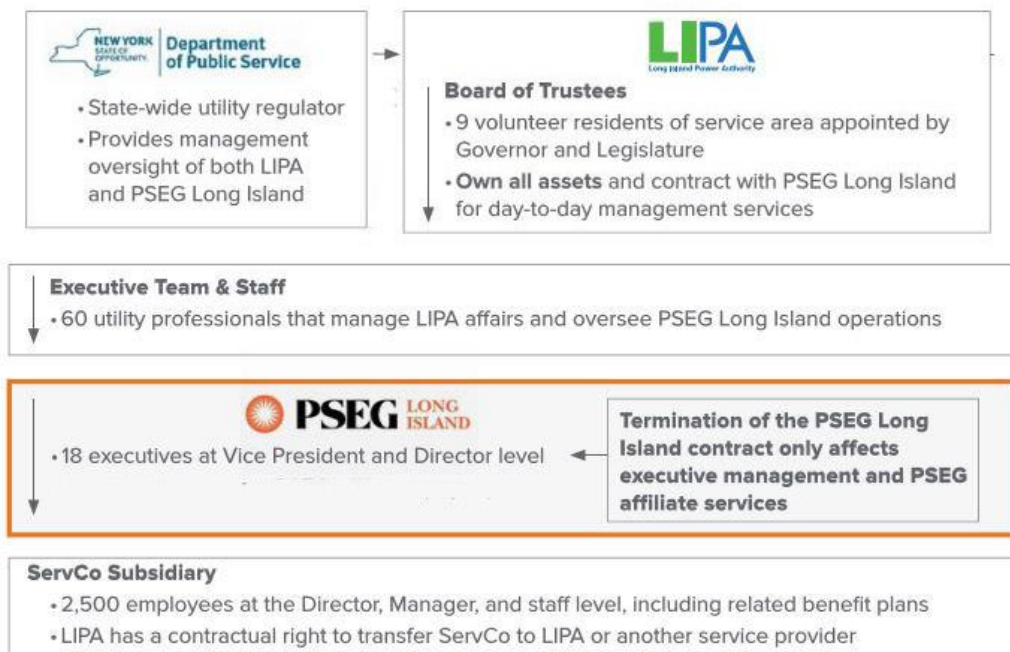 NEW YORK
STATE OF
OPPORTUNITY.
Department
of Public Service
• State-wide utility regulator
• Provides management
oversight of both LIPA
and PSEG Long Island
LIPA
Long Island Power Authority
Board of Trustees
• 9 volunteer residents of service area appointed by
Governor and Legislature
• Own all assets and contract with PSEG Long Island
for day-to-day management services
Executive Team & Staff
• 60 utility professionals that manage LIPA affairs and oversee PSEG Long Island operations
PSEG LONG
ISLAND
• 18 executives at Vice President and Director level
Termination of the PSEG Long
Island contract only affects
executive management and PSEG
affiliate services
ServCo Subsidiary
• 2,500 employees at the Director, Manager, and staff level, including related benefit plans
• LIPA has a contractual right to transfer ServCo to LIPA or another service provider